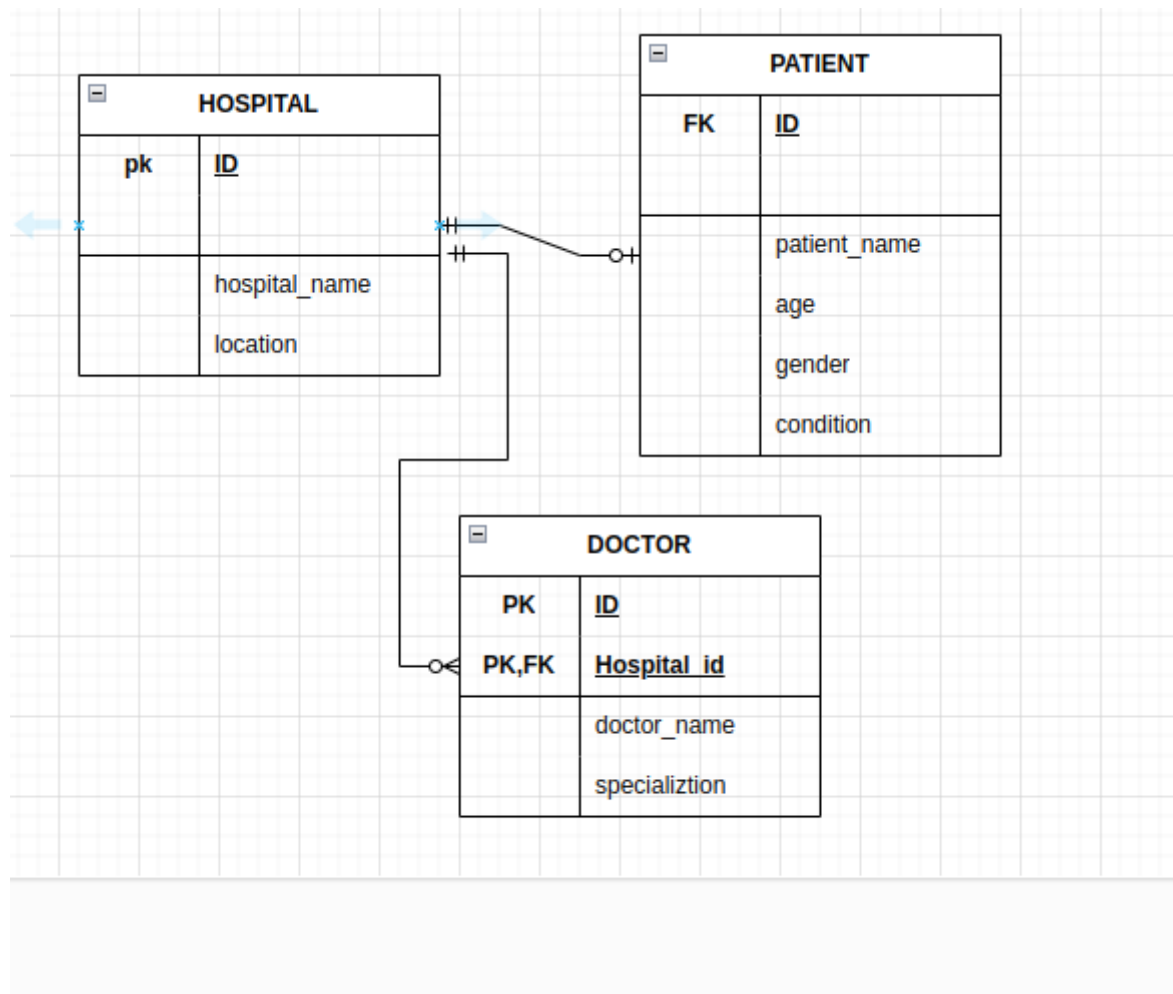 HOSPITAL
pk ID
hospital_name
location
PATIENT
FK ID
patient_name
age
gender
condition
DOCTOR
PK ID
PK,FK Hospital_id
doctor_name
specializtion